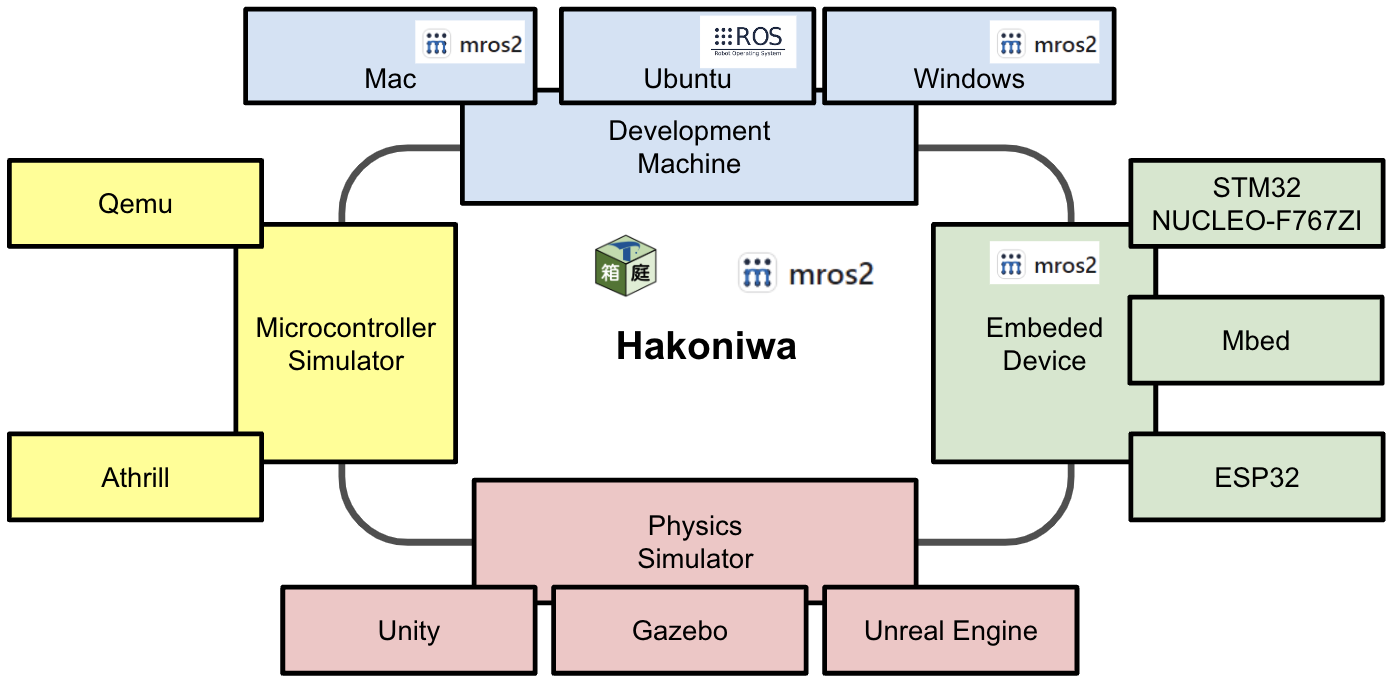 mros2
Mac
ROS
Robot Operating System
Ubuntu
mros2
Windows
Development
Machine
Qemu
Microcontroller
Simulator
Athrill
箱 庭
mros2
Hakoniwa
mros2
Embeded
Device
STM32
NUCLEO-F767ZI
Mbed
ESP32
Physics
Simulator
Unity
Gazebo
Unreal Engine